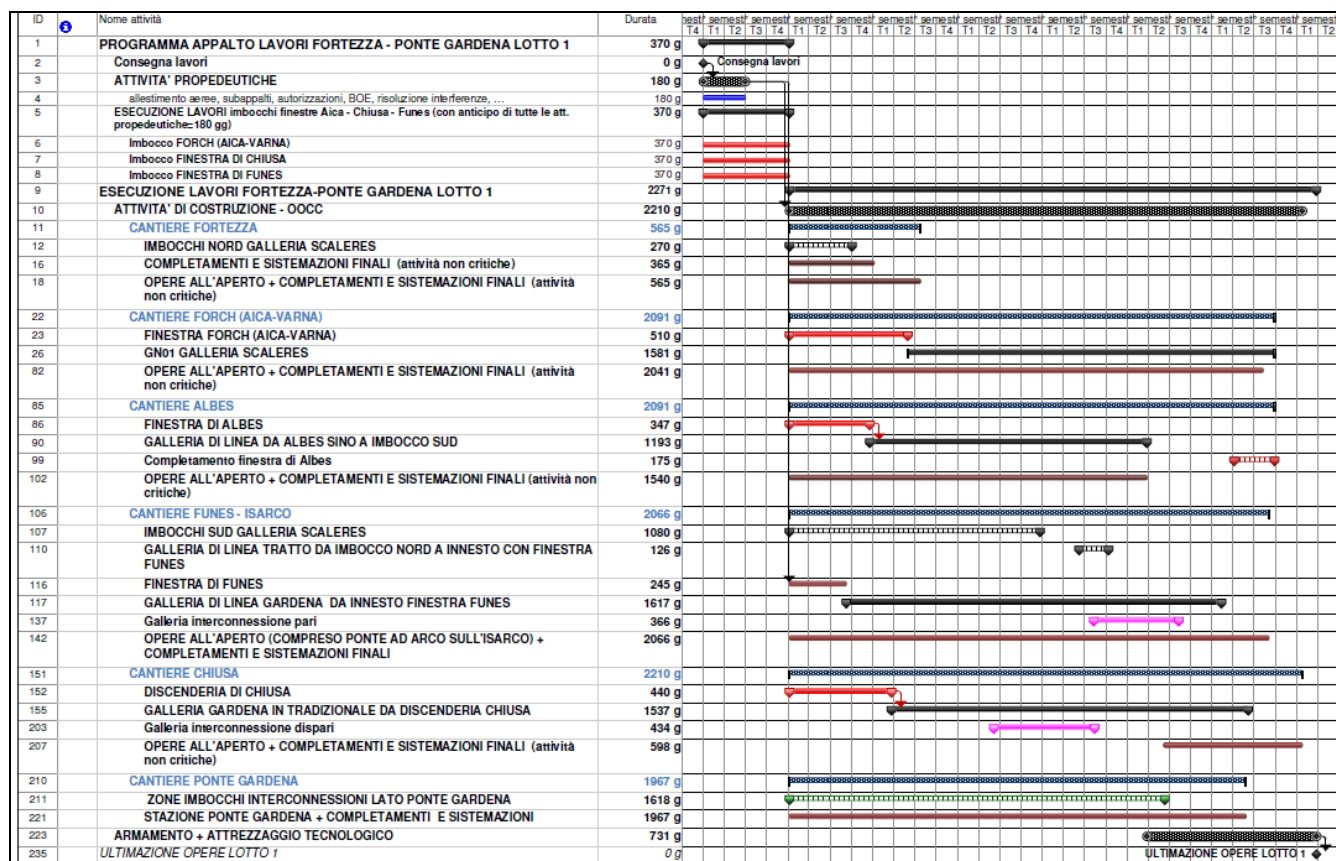 ID Nome attività Durata semestr semestr semestr semestr semestr semestr semestr semestr semestr semestr semestr semestr semestr
T4 T1 T2 T3 T4 T1 T2 T3 T4 T1 T2 T3 T4 T1 T2 T3 T4 T1 T2 T3 T4 T1 T2 T3 T4 T1 T2 T3 T4 T1 T2
1 PROGRAMMA APPALTO LAVORI FORTEZZA - PONTE GARDENA LOTTO 1 370 g
2 Consegna lavori 0 g Consegna lavori
3 ATTIVITA' PROPEDEUTICHE 180 g
4 allestimento aeree, subappalti, autorizzazioni, BOE, risoluzione interferenze, ... 180 g
5 ESECUZIONE LAVORI imbocchi finestre Aica - Chiusa - Funes (con anticipo di tutte le att. 370 g
propedeutiche=180 gg)
6 Imbocco FORCH (AICA-VARNA) 370 g
7 Imbocco FINESTRA DI CHIUSA 370 g
8 Imbocco FINESTRA DI FUNES 370 g
9 ESECUZIONE LAVORI FORTEZZA-PONTE GARDENA LOTTO 1 2271 g
10 ATTIVITA' DI COSTRUZIONE - OOCC 2210 g
11 CANTIERE FORTEZZA 565 g
12 IMBOCCHI NORD GALLERIA SCALERES 270 g
16 COMPLETAMENTI E SISTEMAZIONI FINALI (attività non critiche) 365 g
18 OPERE ALL'APERTO + COMPLETAMENTI E SISTEMAZIONI FINALI (attività 565 g
non critiche)
22 CANTIERE FORCH (AICA-VARNA) 2091 g
23 FINESTRA FORCH (AICA-VARNA) 510 g
26 GN01 GALLERIA SCALERES 1581 g
82 OPERE ALL'APERTO + COMPLETAMENTI E SISTEMAZIONI FINALI (attività 2041 g
non critiche)
85 CANTIERE ALBES 2091 g
86 FINESTRA DI ALBES 347 g
90 GALLERIA DI LINEA DA ALBES SINO A IMBOCCO SUD 1193 g
99 Completamento finestra di Albes 175 g
102 OPERE ALL'APERTO + COMPLETAMENTI E SISTEMAZIONI FINALI (attività non 1540 g
critiche)
106 CANTIERE FUNES - ISARCO 2066 g
107 IMBOCCHI SUD GALLERIA SCALERES 1080 g
110 GALLERIA DI LINEA TRATTO DA IMBOCCO NORD A INNESTO CON FINESTRA 126 g
FUNES
116 FINESTRA DI FUNES 245 g
117 GALLERIA DI LINEA GARDENA DA INNESTO FINESTRA FUNES 1617 g
137 Galleria interconnessione pari 366 g
142 OPERE ALL'APERTO (COMPRESO PONTE AD ARCO SULL'ISARCO) + 2066 g
COMPLETAMENTI E SISTEMAZIONI FINALI
151 CANTIERE CHIUSA 2210 g
152 DISCENDERIA DI CHIUSA 440 g
155 GALLERIA GARDENA IN TRADIZIONALE DA DISCENDERIA CHIUSA 1537 g
203 Galleria interconnessione dispari 434 g
207 OPERE ALL'APERTO + COMPLETAMENTI E SISTEMAZIONI FINALI (attività 598 g
non critiche)
210 CANTIERE PONTE GARDENA 1967 g
211 ZONE IMBOCCHI INTERCONNESSIONI LATO PONTE GARDENA 1618 g
221 STAZIONE PONTE GARDENA + COMPLETAMENTI E SISTEMAZIONI 1967 g
223 ARMAMENTO + ATTREZZAGGIO TECNOLOGICO 731 g
235 ULTIMAZIONE OPERE LOTTO 1 0 g ULTIMAZIONE OPERE LOTTO 1